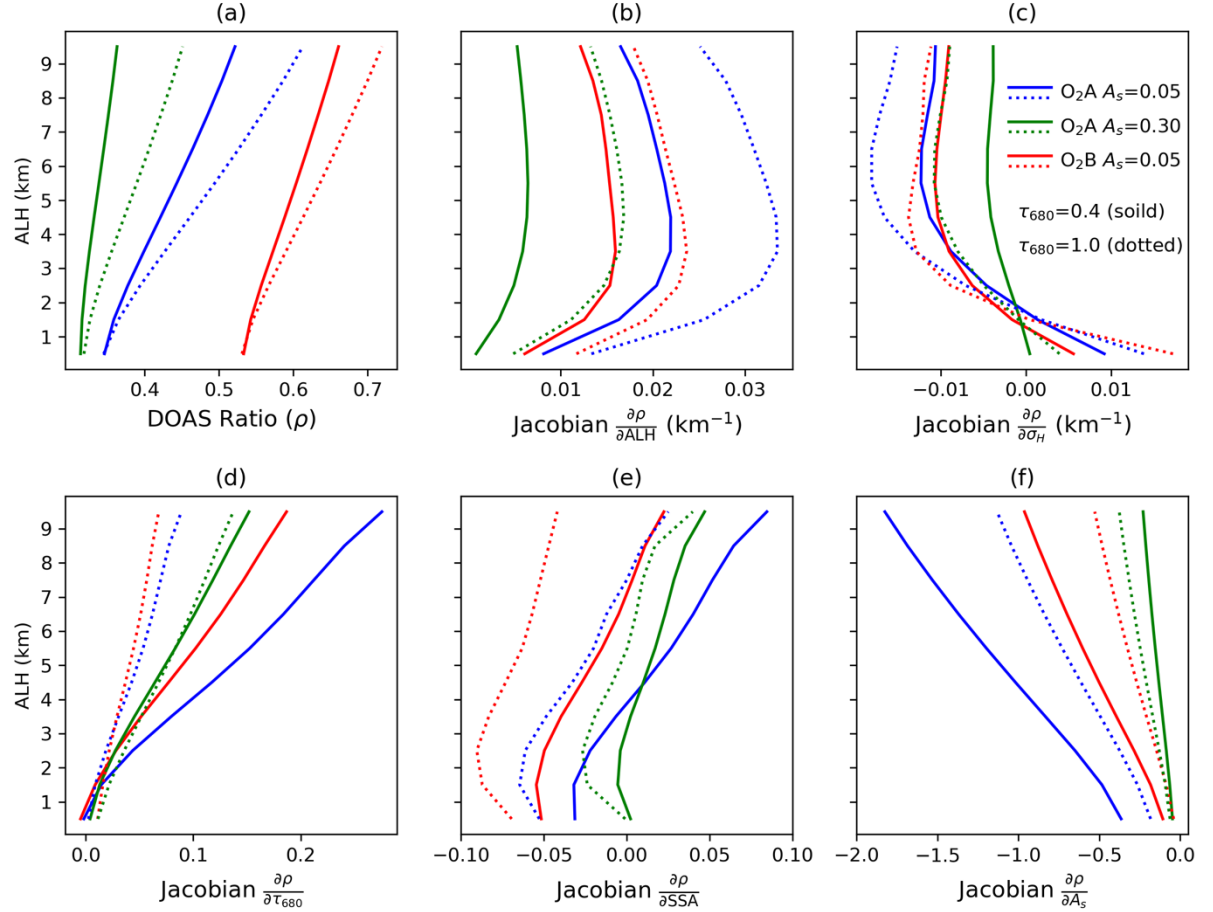 (a)
(b)
(c)
9
8
7
6
5
4
3
2
1
ALH (km)
0.4 0.5 0.6 0.7
DOAS Ratio (ρ)
0.01 0.02 0.03
Jacobian ∂ρ/∂ALH (km⁻¹)
O₂A Aₛ=0.05
O₂A Aₛ=0.30
O₂B Aₛ=0.05
τ₆₈₀=0.4 (soild)
τ₆₈₀=1.0 (dotted)
−0.01 0.00 0.01
Jacobian ∂ρ/∂σ_H (km⁻¹)
(d)
(e)
(f)
9
8
7
6
5
4
3
2
1
ALH (km)
0.0 0.1 0.2
Jacobian ∂ρ/∂τ₆₈₀
−0.10 −0.05 0.00 0.05 0.10
Jacobian ∂ρ/∂SSA
−2.0 −1.5 −1.0 −0.5 0.0
Jacobian ∂ρ/∂Aₛ